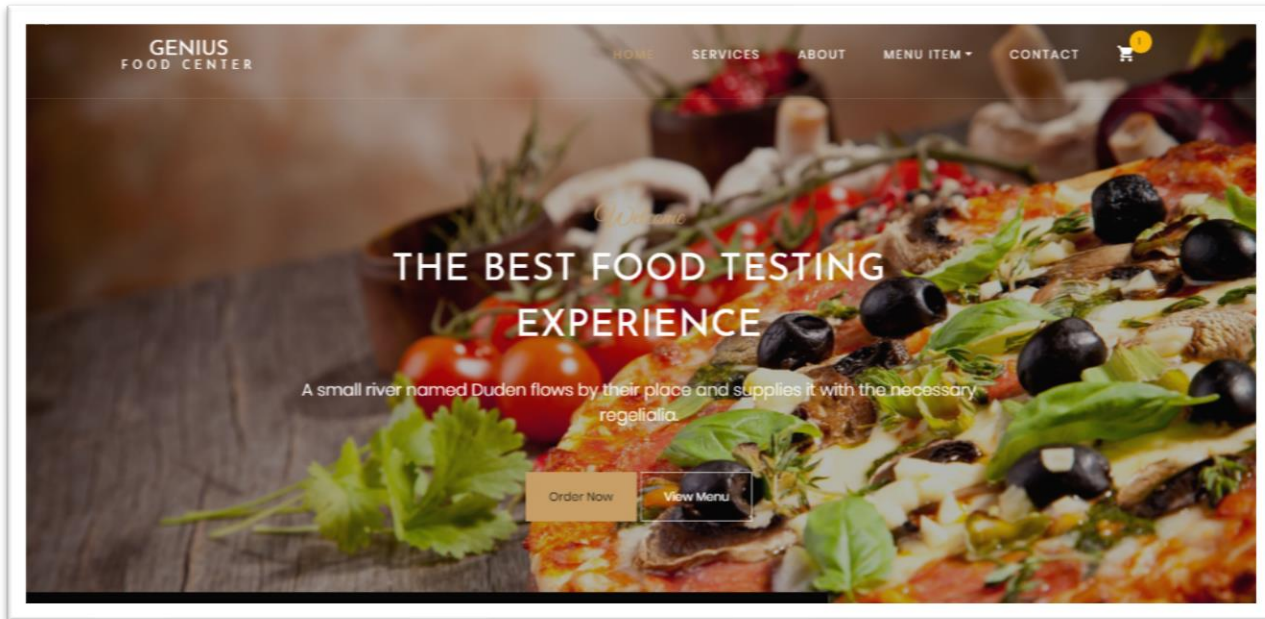 GENIUS
FOOD CENTER
HOME SERVICES ABOUT MENU ITEM CONTACT
1
Welcome
THE BEST FOOD TESTING
EXPERIENCE
A small river named Duden flows by their place and supplies it with the necessary
regelialia.
Order Now View Menu